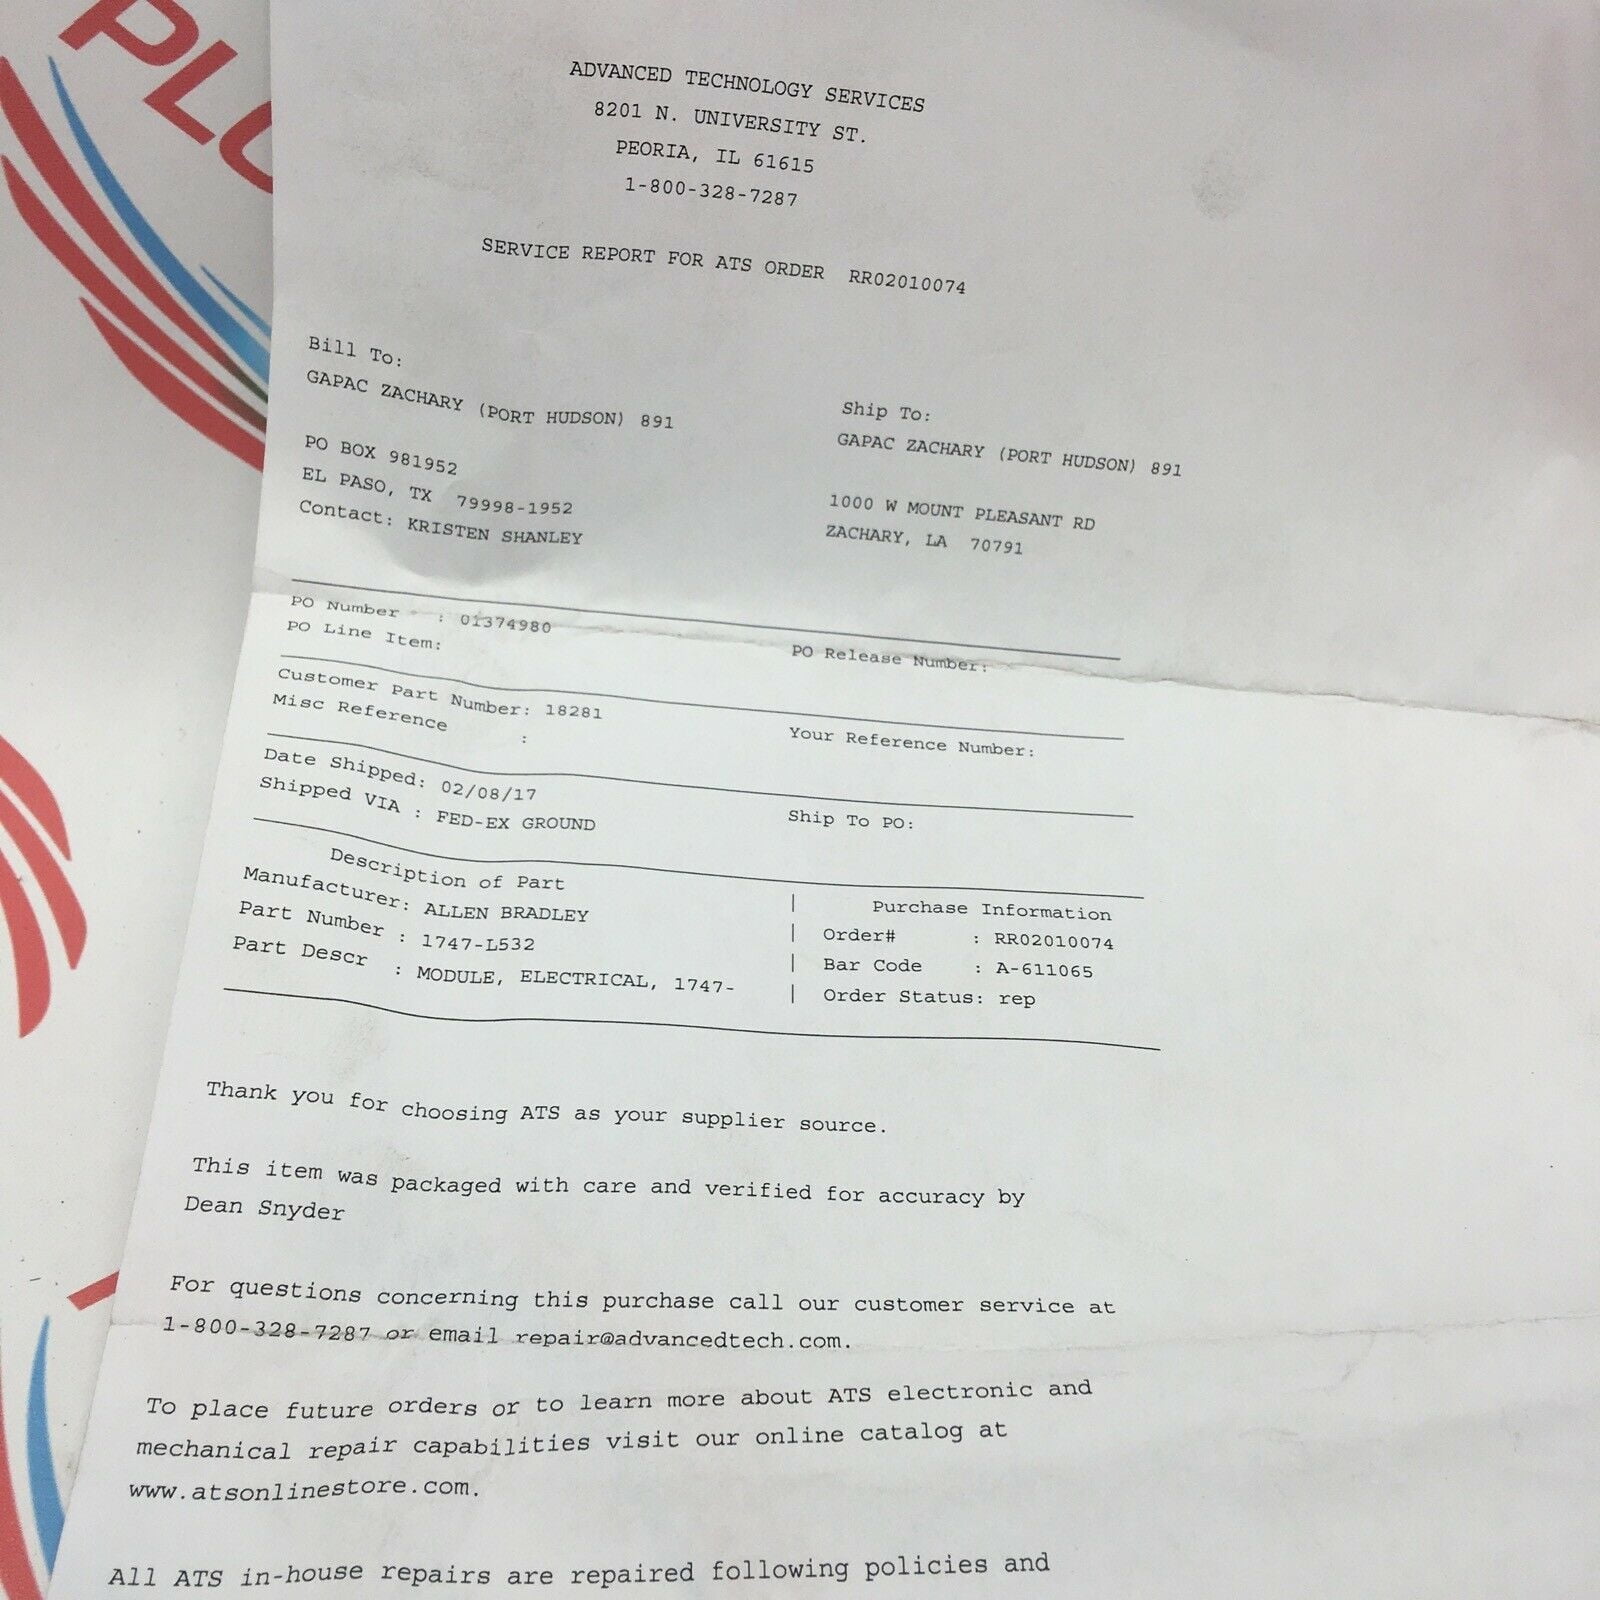 ADVANCED TECHNOLOGY SERVICES
8201 N. UNIVERSITY ST.
PEORIA, IL 61615
1-800-328-7287
SERVICE REPORT FOR ATS ORDER RR02010074
Bill To:
GAPAC ZACHARY (PORT HUDSON) 891
PO BOX 981952
EL PASO, TX 79998-1952
Contact: KRISTEN SHANLEY
Ship To:
GAPAC ZACHARY (PORT HUDSON) 891
1000 W MOUNT PLEASANT RD
ZACHARY, LA 70791
PO Number : 01374980
PO Line Item:
PO Release Number:
Customer Part Number: 18281
Misc Reference :
Your Reference Number:
Date Shipped: 02/08/17
Shipped VIA : FED-EX GROUND
Ship To PO:
Description of Part
Manufacturer: ALLEN BRADLEY
Part Number : 1747-L532
Part Descr : MODULE, ELECTRICAL, 1747-
Purchase Information
Order# : RR02010074
Bar Code : A-611065
Order Status: rep
Thank you for choosing ATS as your supplier source.
This item was packaged with care and verified for accuracy by
Dean Snyder
For questions concerning this purchase call our customer service at
1-800-328-7287 or email repair@advancedtech.com.
To place future orders or to learn more about ATS electronic and
mechanical repair capabilities visit our online catalog at
www.atsonlinestore.com.
All ATS in-house repairs are repaired following policies and